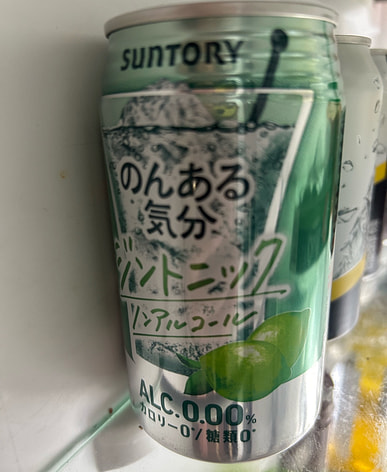 SUNTORY
のんある
気分
ジントニック
ノンアルコール
ALC.0.00%
カロリー0*/糖類0*